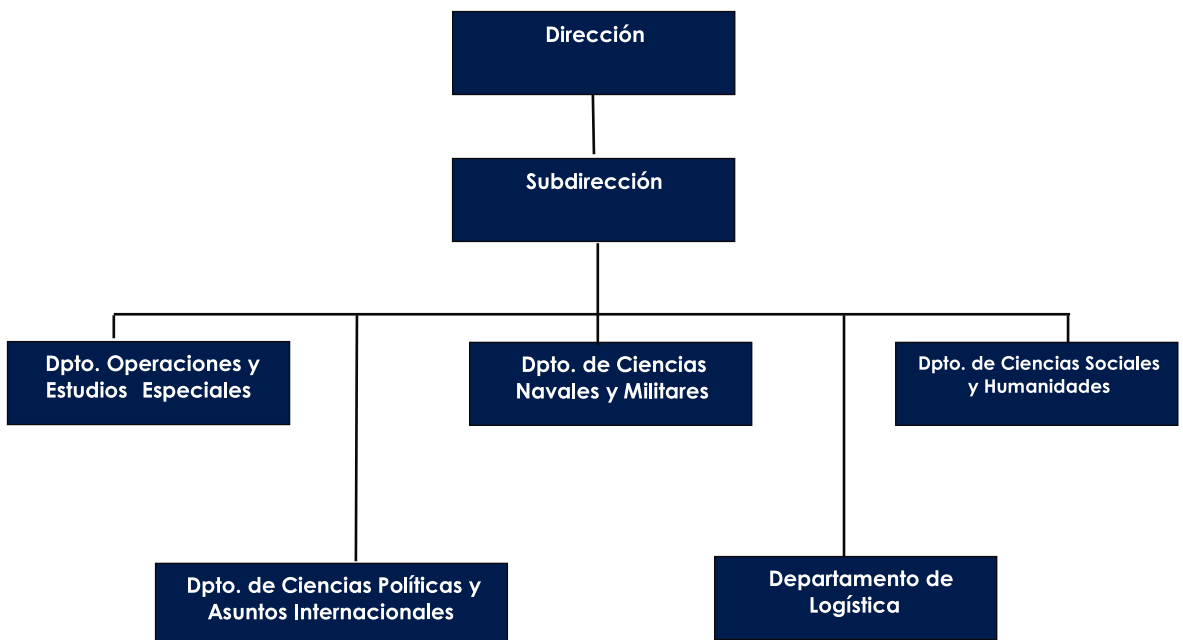 Dirección
Subdirección
Dpto. Operaciones y
Estudios Especiales
Dpto. de Ciencias
Navales y Militares
Dpto. de Ciencias Sociales
y Humanidades
Dpto. de Ciencias Políticas y
Asuntos Internacionales
Departamento de
Logística